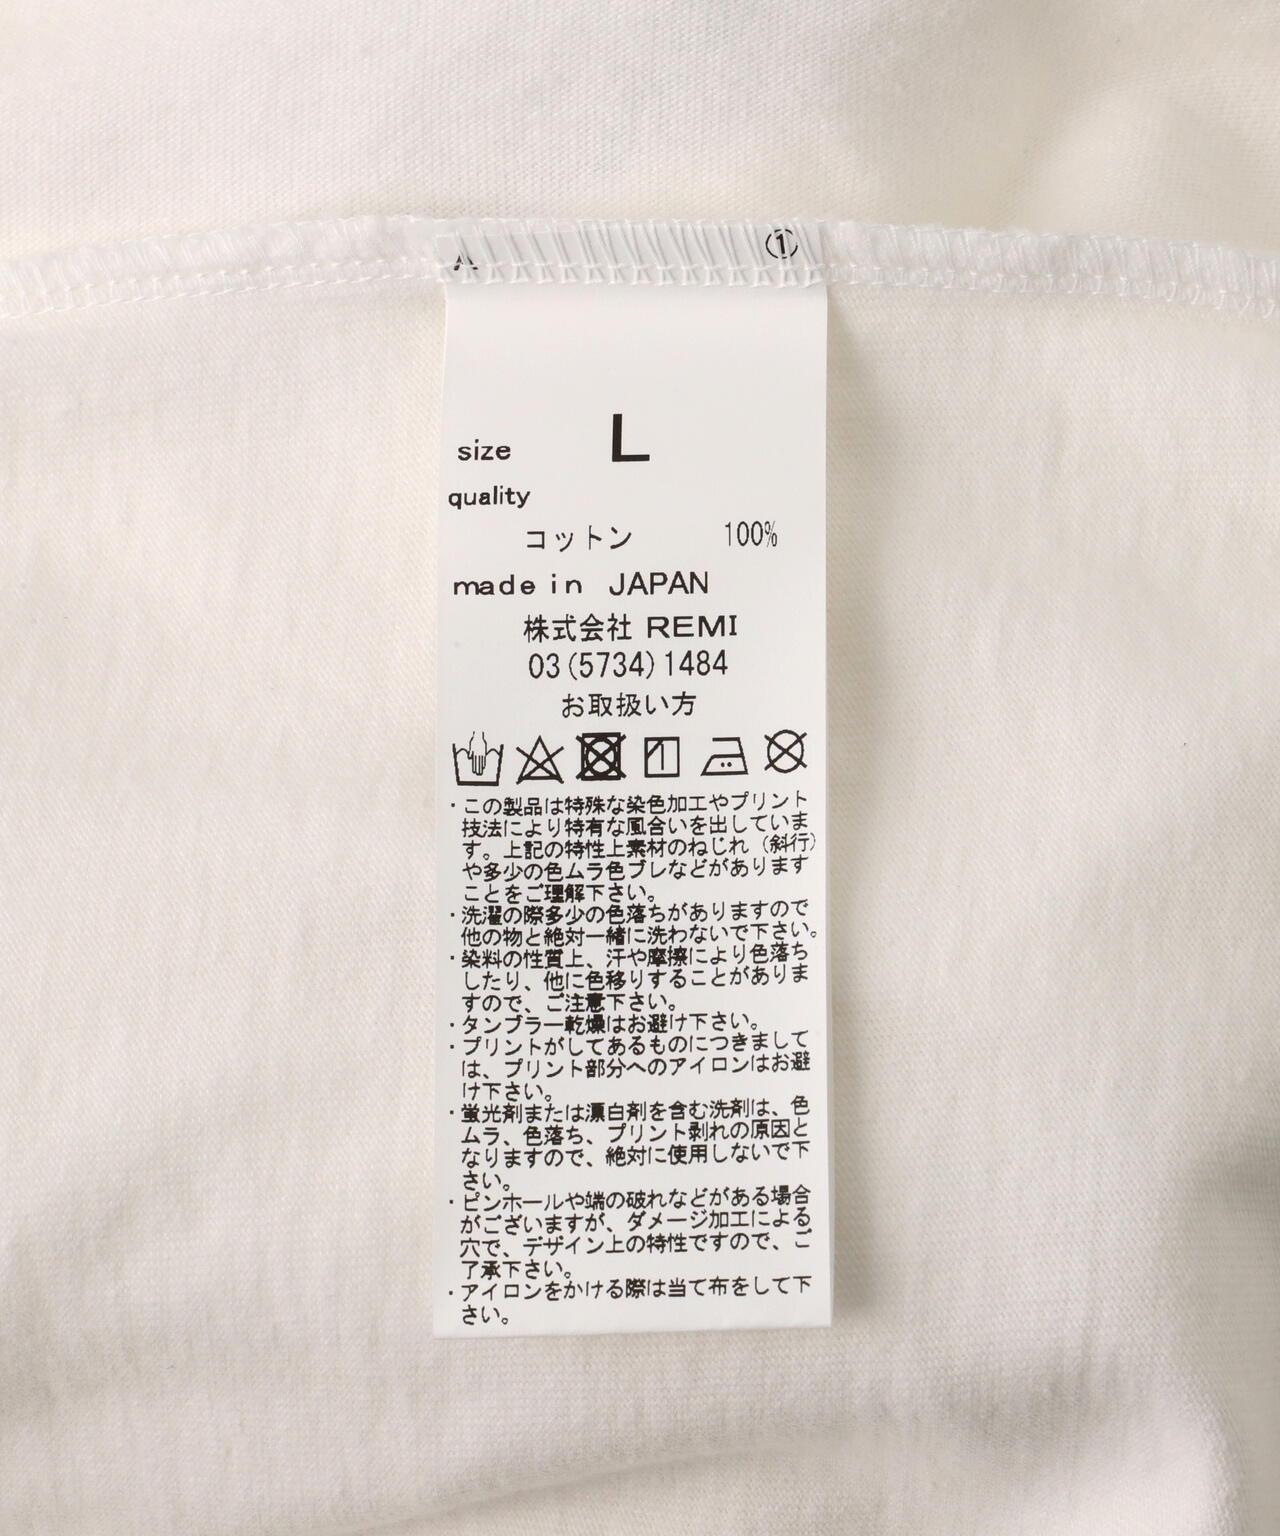 ①
size L
quality
コットン 100%
made in JAPAN
株式会社 REMI
03(5734)1484
お取扱い方
・この製品は特殊な染色加工やプリント
技法により特有な風合いを出していま
す。上記の特性上素材のねじれ（斜行）
や多少の色ムラ色ブレなどがあります
ことをご理解下さい。
・洗濯の際多少の色落ちがありますので
他の物と絶対一緒に洗わないで下さい。
・染料の性質上、汗や摩擦により色落ち
したり、他に色移りすることがありま
すので、ご注意下さい。
・タンブラー乾燥はお避け下さい。
・プリントがしてあるものにつきまして
は、プリント部分へのアイロンはお避
け下さい。
・蛍光剤または漂白剤を含む洗剤は、色
ムラ、色落ち、プリント剥れの原因と
なりますので、絶対に使用しないで下
さい。
・ピンホールや端の破れなどがある場合
がございますが、ダメージ加工による
穴で、デザイン上の特性ですので、ご
了承下さい。
・アイロンをかける際は当て布をして下
さい。